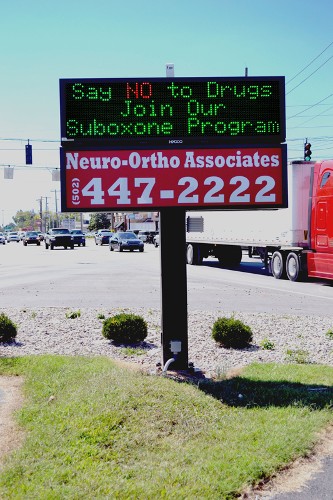 Say NO to Drugs
Join Our
Suboxone Program
Neuro-Ortho Associates
(502) 447-2222